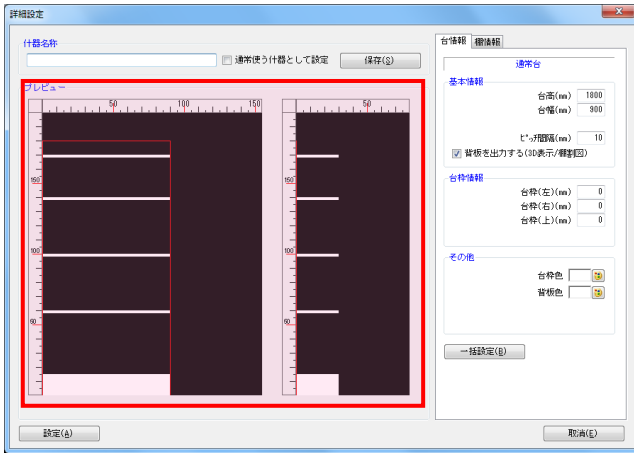 詳細設定
什器名称
通常使う什器として設定
保存(S)
プレビュー
50 100 150
50
150
100
50
150
100
50
台情報 棚情報
通常台
基本情報
台高(mm) 1800
台幅(mm) 900
ピッチ間隔(mm) 10
背板を出力する(3D表示/棚割図)
台枠情報
台枠(左)(mm) 0
台枠(右)(mm) 0
台枠(上)(mm) 0
その他
台枠色
背板色
一括設定(B)
設定(A)
取消(E)